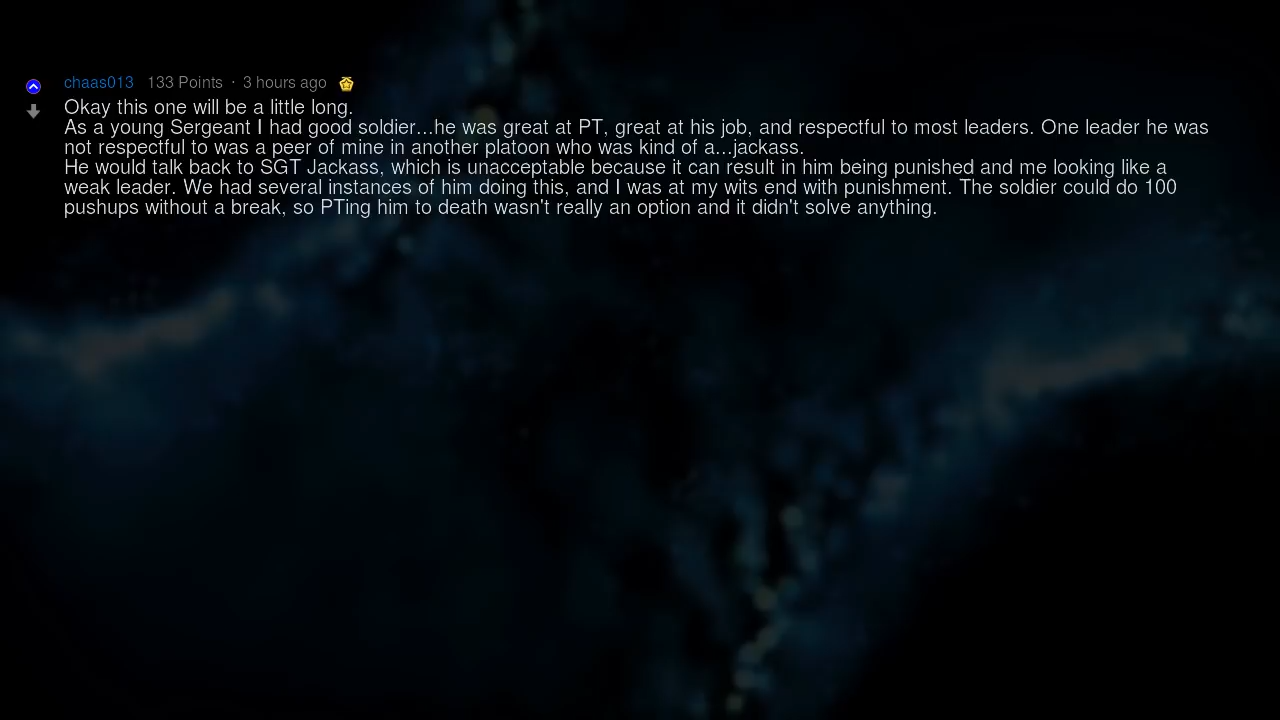 chaas013 133 Points · 3 hours ago
Okay this one will be a little long.
As a young Sergeant I had good soldier...he was great at PT, great at his job, and respectful to most leaders. One leader he was
not respectful to was a peer of mine in another platoon who was kind of a...jackass.
He would talk back to SGT Jackass, which is unacceptable because it can result in him being punished and me looking like a
weak leader. We had several instances of him doing this, and I was at my wits end with punishment. The soldier could do 100
pushups without a break, so PTing him to death wasn't really an option and it didn't solve anything.